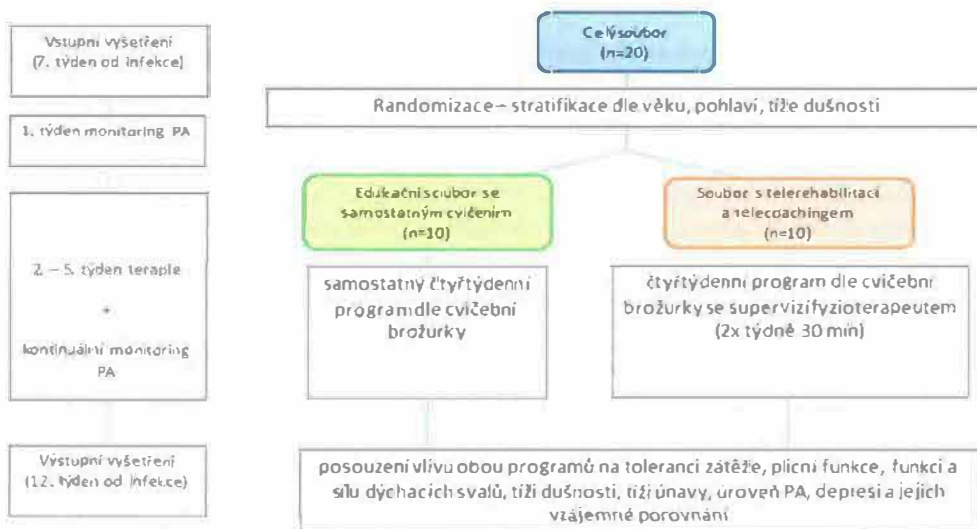 Vstupní vyšetření
(7. týden od infekce)
1. týden monitoring PA
2. – 5. týden terapie
+
kontinuální monitoring
PA
Výstupní vyšetření
(12. týden od infekce)
Celý soubor
(n=20)
Randomizace – stratifikace dle věku, pohlaví, tíže dušnosti
Edukační soubor se
samostatným cvičením
(n=10)
Soubor s telerehabilitací
a telecoachingem
(n=10)
samostatný čtyřtýdenní
program dle cvičební
brožurky
čtyřtýdenní program dle cvičební
brožurky se supervizí fyzioterapeutem
(2x týdně 30 min)
posouzení vlivu obou programů na toleranci zátěže, plicní funkce, funkci a
sílu dýchacích svalů, tíži dušnosti, tíži únavy, úroveň PA, depresi a jejich
vzájemné porovnání